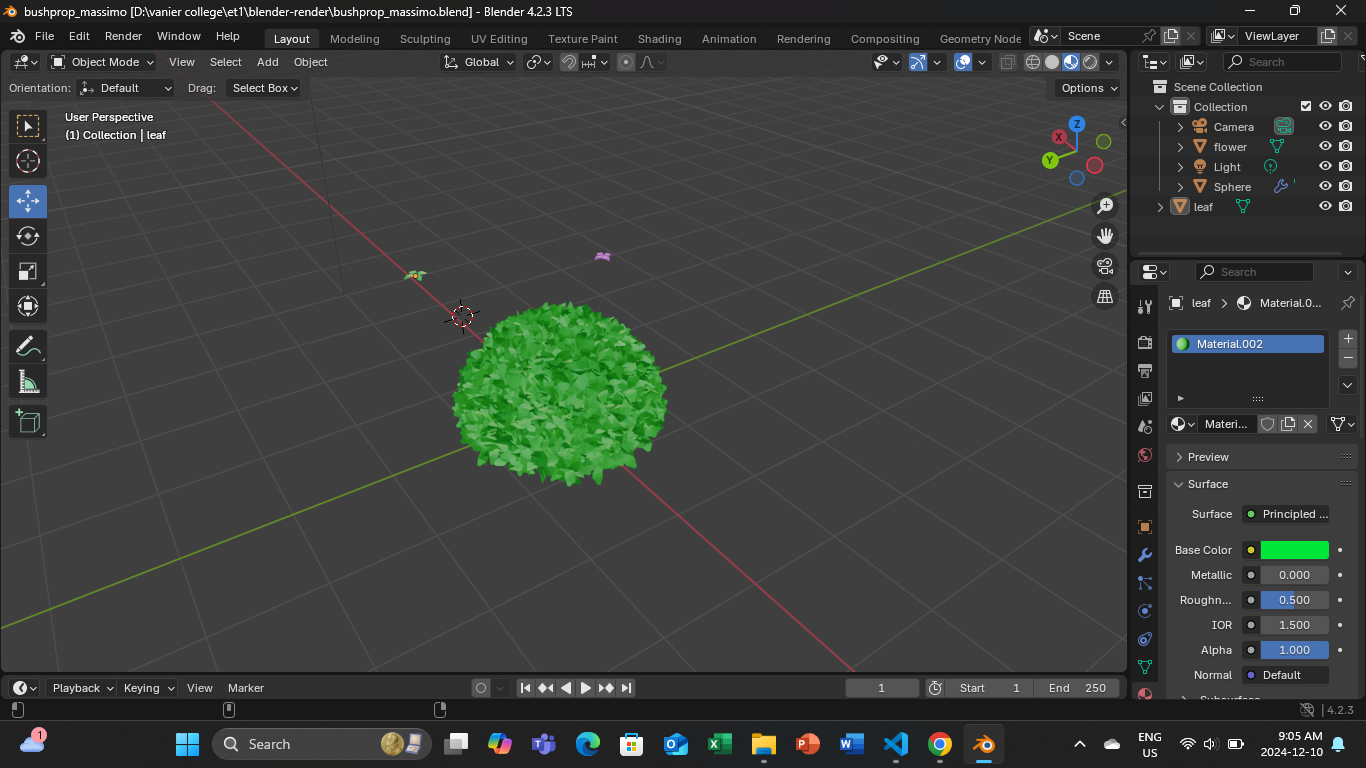 bushprop_massimo [D:\vanier college\et1\blender-render\bushprop_massimo.blend] - Blender 4.2.3 LTS
File Edit Render Window Help Layout Modeling Sculpting UV Editing Texture Paint Shading Animation Rendering Compositing Geometry Node Scene ViewLayer
Object Mode View Select Add Object Global Search
Orientation: Default Drag: Select Box Options
User Perspective
(1) Collection | leaf
Z
X
Y
Scene Collection
Collection
Camera
flower
Light
Sphere
leaf
Search
leaf Material.0...
Material.002
Materi...
Preview
Surface
Surface Principled ...
Base Color
Metallic 0.000
Roughn... 0.500
IOR 1.500
Alpha 1.000
Normal Default
Subsurface
Playback Keying View Marker 1 Start 1 End 250
4.2.3
1
Search
ENG
US
9:05 AM
2024-12-10